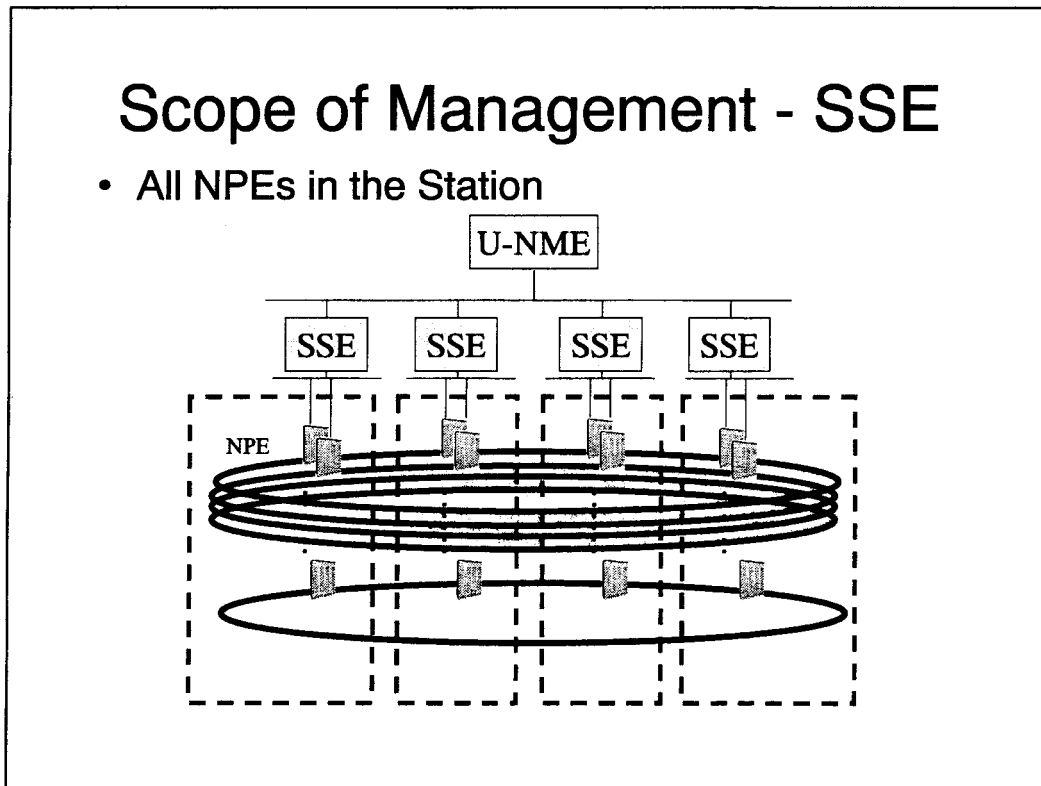 Scope of Management - SSE
• All NPEs in the Station
U-NME
SSE SSE SSE SSE
NPE